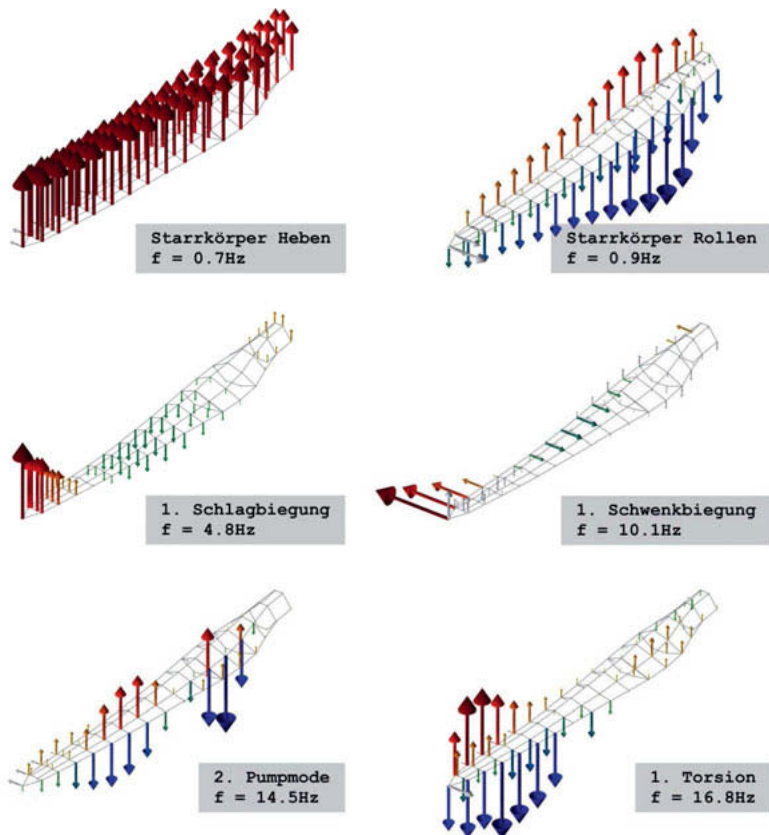 Starrkörper Heben
f = 0.7Hz
Starrkörper Rollen
f = 0.9Hz
1. Schlagbiegung
f = 4.8Hz
1. Schwenkbiegung
f = 10.1Hz
2. Pumpmode
f = 14.5Hz
1. Torsion
f = 16.8Hz